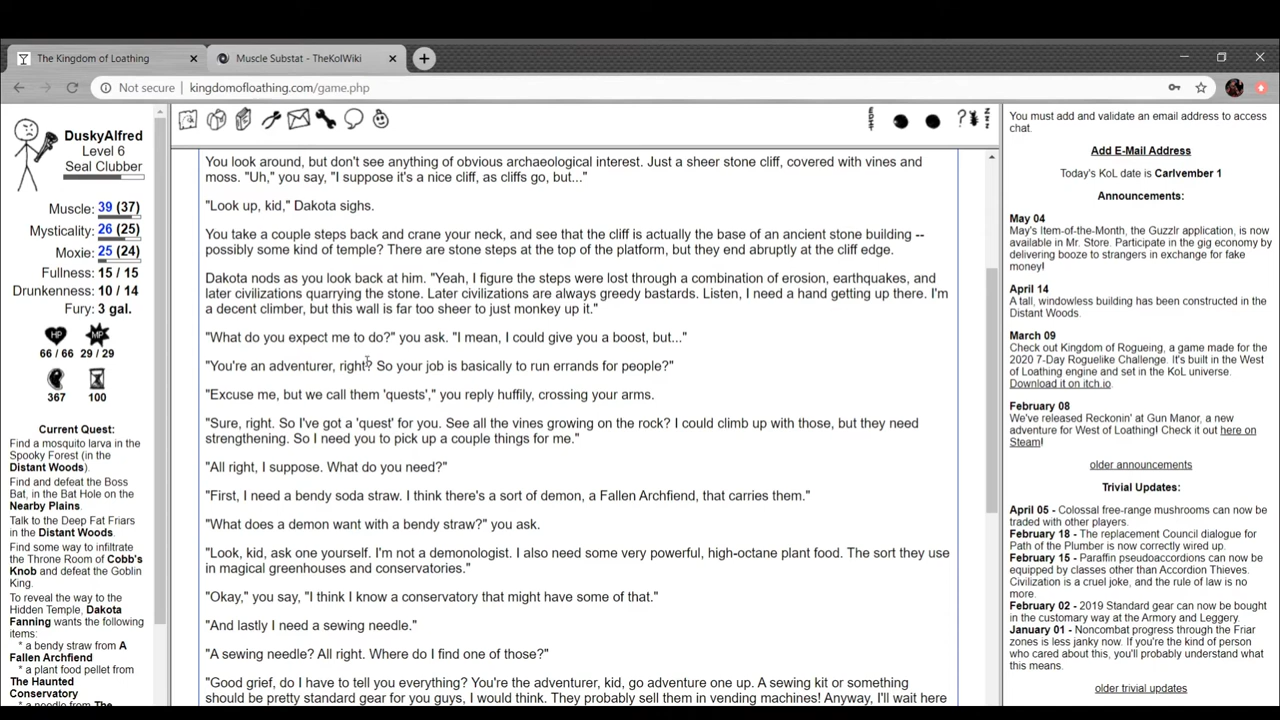 The Kingdom of Loathing
Muscle Substat - TheKolWiki
Not secure
kingdomofloathing.com/game.php
DuskyAlfred
Level 6
Seal Clubber
Muscle: 39 (37)
Mysticality: 26 (25)
Moxie: 25 (24)
Fullness: 15 / 15
Drunkenness: 10 / 14
Fury: 3 gal.
HP
MP
66 / 66
29 / 29
367
100
Current Quest:
Find a mosquito larva in the
Spooky Forest (in the
Distant Woods).
Find and defeat the Boss
Bat, in the Bat Hole on the
Nearby Plains.
Talk to the Deep Fat Friars
in the Distant Woods.
Find some way to infiltrate
the Throne Room of Cobb's
Knob and defeat the Goblin
King.
To reveal the way to the
Hidden Temple, Dakota
Fanning wants the following
items:
* a bendy straw from A
Fallen Archfiend
* a plant food pellet from
The Haunted
Conservatory
* a needle from The
You look around, but don't see anything of obvious archaeological interest. Just a sheer stone cliff, covered with vines and
moss. "Uh," you say, "I suppose it's a nice cliff, as cliffs go, but..."
"Look up, kid," Dakota sighs.
You take a couple steps back and crane your neck, and see that the cliff is actually the base of an ancient stone building --
possibly some kind of temple? There are stone steps at the top of the platform, but they end abruptly at the cliff edge.
Dakota nods as you look back at him. "Yeah, I figure the steps were lost through a combination of erosion, earthquakes, and
later civilizations quarrying the stone. Later civilizations are always greedy bastards. Listen, I need a hand getting up there. I'm
a decent climber, but this wall is far too sheer to just monkey up it."
"What do you expect me to do?" you ask. "I mean, I could give you a boost, but..."
"You're an adventurer, right? So your job is basically to run errands for people?"
"Excuse me, but we call them 'quests'," you reply huffily, crossing your arms.
"Sure, right. So I've got a 'quest' for you. See all the vines growing on the rock? I could climb up with those, but they need
strengthening. So I need you to pick up a couple things for me."
"All right, I suppose. What do you need?"
"First, I need a bendy soda straw. I think there's a sort of demon, a Fallen Archfiend, that carries them."
"What does a demon want with a bendy straw?" you ask.
"Look, kid, ask one yourself. I'm not a demonologist. I also need some very powerful, high-octane plant food. The sort they use
in magical greenhouses and conservatories."
"Okay," you say, "I think I know a conservatory that might have some of that."
"And lastly I need a sewing needle."
"A sewing needle? All right. Where do I find one of those?"
"Good grief, do I have to tell you everything? You're the adventurer, kid, go adventure one up. A sewing kit or something
should be pretty standard gear for you guys, I would think. They probably sell them in vending machines! Anyway, I'll wait here
You must add and validate an email address to access
chat.
Add E-Mail Address
Today's KoL date is Carlvember 1
Announcements:
May 04
May's Item-of-the-Month, the Guzzlr application, is now
available in Mr. Store. Participate in the gig economy by
delivering booze to strangers in exchange for fake
money!
April 14
A tall, windowless building has been constructed in the
Distant Woods.
March 09
Check out Kingdom of Rogueing, a game made for the
2020 7-Day Roguelike Challenge. It's built in the West
of Loathing engine and set in the KoL universe.
Download it on itch.io.
February 08
We've released Reckonin' at Gun Manor, a new
adventure for West of Loathing! Check it out here on
Steam!
older announcements
Trivial Updates:
April 05 - Colossal free-range mushrooms can now be
traded with other players.
February 18 - The replacement Council dialogue for
Path of the Plumber is now correctly wired up.
February 15 - Paraffin pseudoaccordions can now be
equipped by classes other than Accordion Thieves.
Civilization is a cruel joke, and the rule of law is no
more.
February 02 - 2019 Standard gear can now be bought
in the customary way at the Armory and Leggery.
January 01 - Noncombat progress through the Friar
zones is less janky now. If you're the kind of person
who cared about this, you'll probably understand what
this means.
older trivial updates